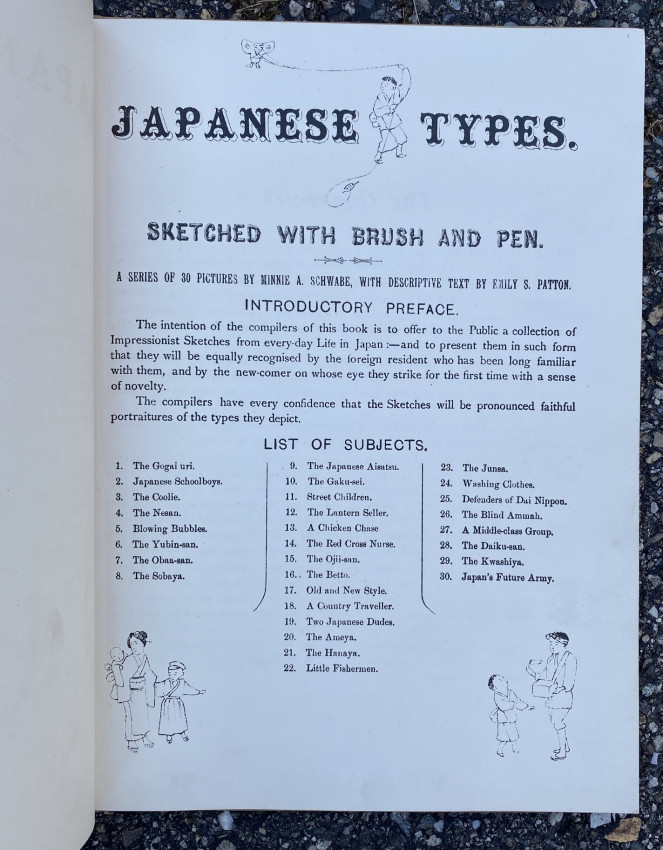 JAPANESE TYPES.
SKETCHED WITH BRUSH AND PEN.
A SERIES OF 30 PICTURES BY MINNIE A. SCHWABE, WITH DESCRIPTIVE TEXT BY EMILY S. PATTON.
INTRODUCTORY PREFACE.
The intention of the compilers of this book is to offer to the Public a collection of
Impressionist Sketches from every-day Life in Japan :—and to present them in such form
that they will be equally recognised by the foreign resident who has been long familiar
with them, and by the new-comer on whose eye they strike for the first time with a sense
of novelty.
The compilers have every confidence that the Sketches will be pronounced faithful
portraitures of the types they depict.
LIST OF SUBJECTS.
1. The Gogai uri.
2. Japanese Schoolboys.
3. The Coolie.
4. The Nesan.
5. Blowing Bubbles.
6. The Yubin-san.
7. The Obaa-san.
8. The Sobaya.
9. The Japanese Aisatsu.
10. The Gaku-sei.
11. Street Children.
12. The Lantern Seller.
13. A Chicken Chase
14. The Red Cross Nurse.
15. The Ojii-san.
16. The Betto.
17. Old and New Style.
18. A Country Traveller.
19. Two Japanese Dudes.
20. The Ameya.
21. The Hanaya.
22. Little Fishermen.
23. The Junsa.
24. Washing Clothes.
25. Defenders of Dai Nippon.
26. The Blind Ammah.
27. A Middle-class Group.
28. The Daiku-san.
29. The Kwashiya.
30. Japan's Future Army.